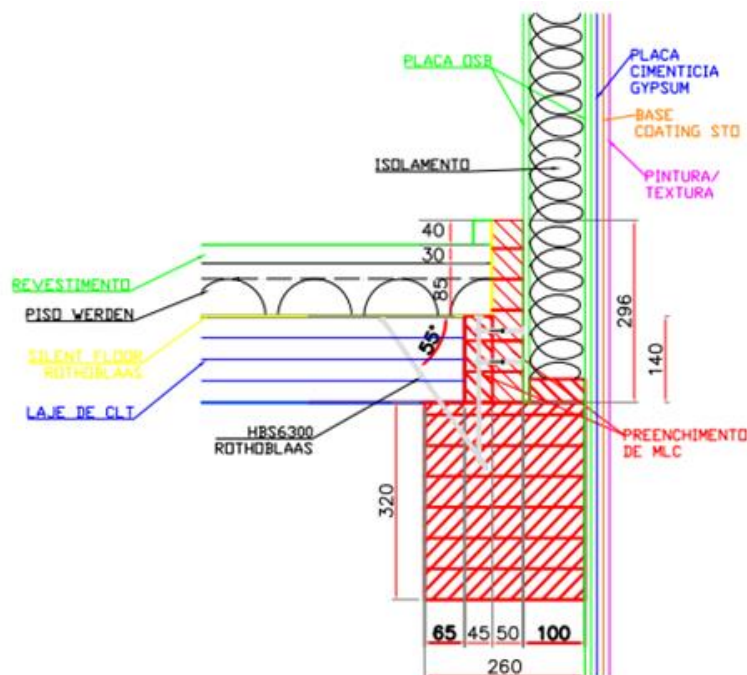 PLACA OSB
PLACA
CIMENTICIA
GYPSUM
BASE
COATING STO
ISOLAMENTO
PINTURA/
TEXTURA
40
30
85
REVESTIMENTO
PISO WERDEN
SILENT FLOOR
ROTHOBLAAS
55°
296
140
LAJE DE CLT
HBS6300
ROTHOBLAAS
PREENCHIMENTO
DE MLC
320
65 45 50 100
260